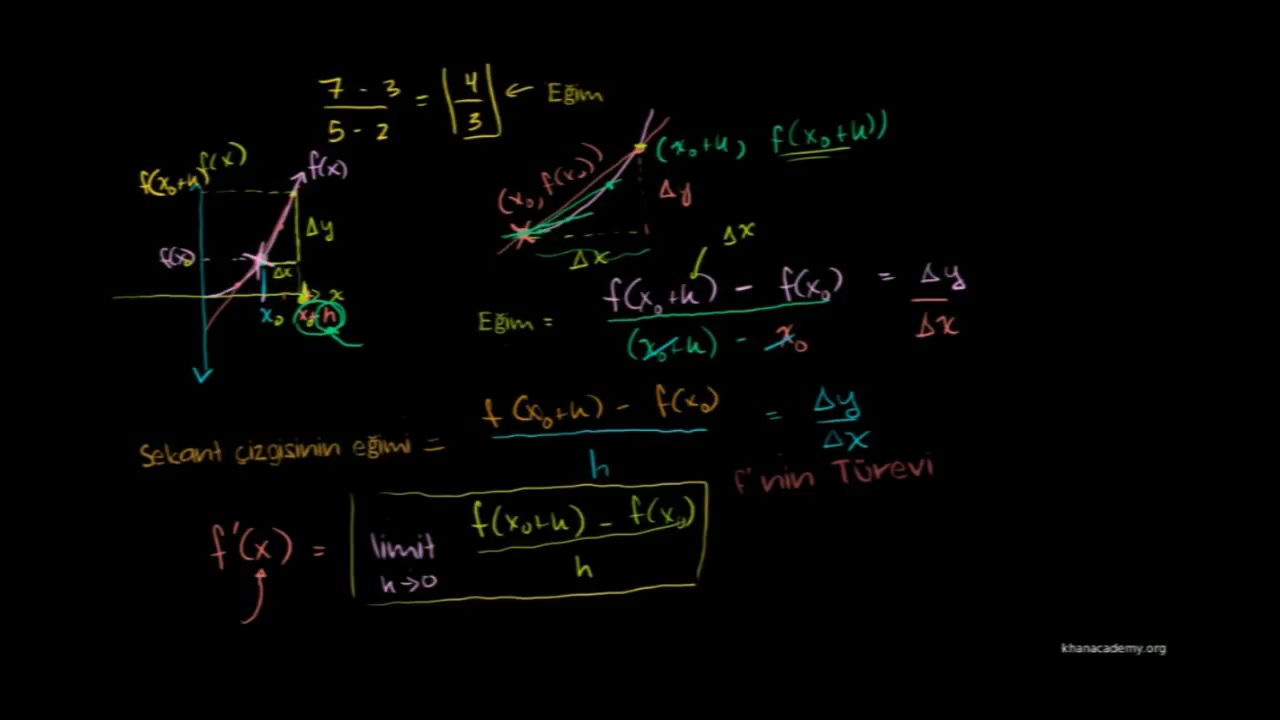 7 - 3 / 5 - 2 = |4/3| ← Eğim
f(x₀+h) f(x)
f(x)
f(x₀)
Δy
Δx
x
x₀ x₀+h
(x₀, f(x₀))
(x₀+h, f(x₀+h))
Δy
Δx
Δx
Eğim = f(x₀+h) - f(x₀) / (x₀+h) - x₀ = Δy / Δx
Sekant çizgisinin eğimi = f(x₀+h) - f(x₀) / h = Δy / Δx
f'nin Türevi
f'(x) = limit h→0 f(x₀+h) - f(x₀) / h
khanacademy.org